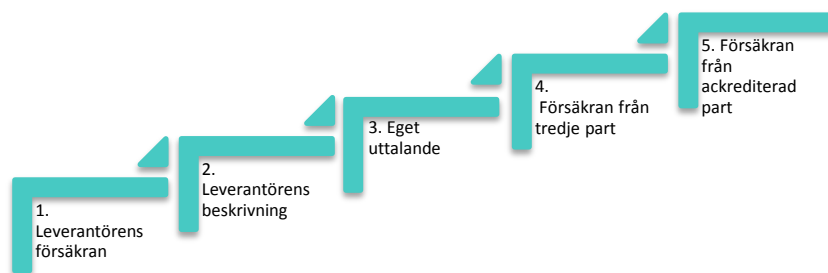 1.
Leverantörens
försäkran
2.
Leverantörens
beskrivning
3. Eget
uttalande
4.
Försäkran från
tredje part
5. Försäkran
från
ackrediterad
part